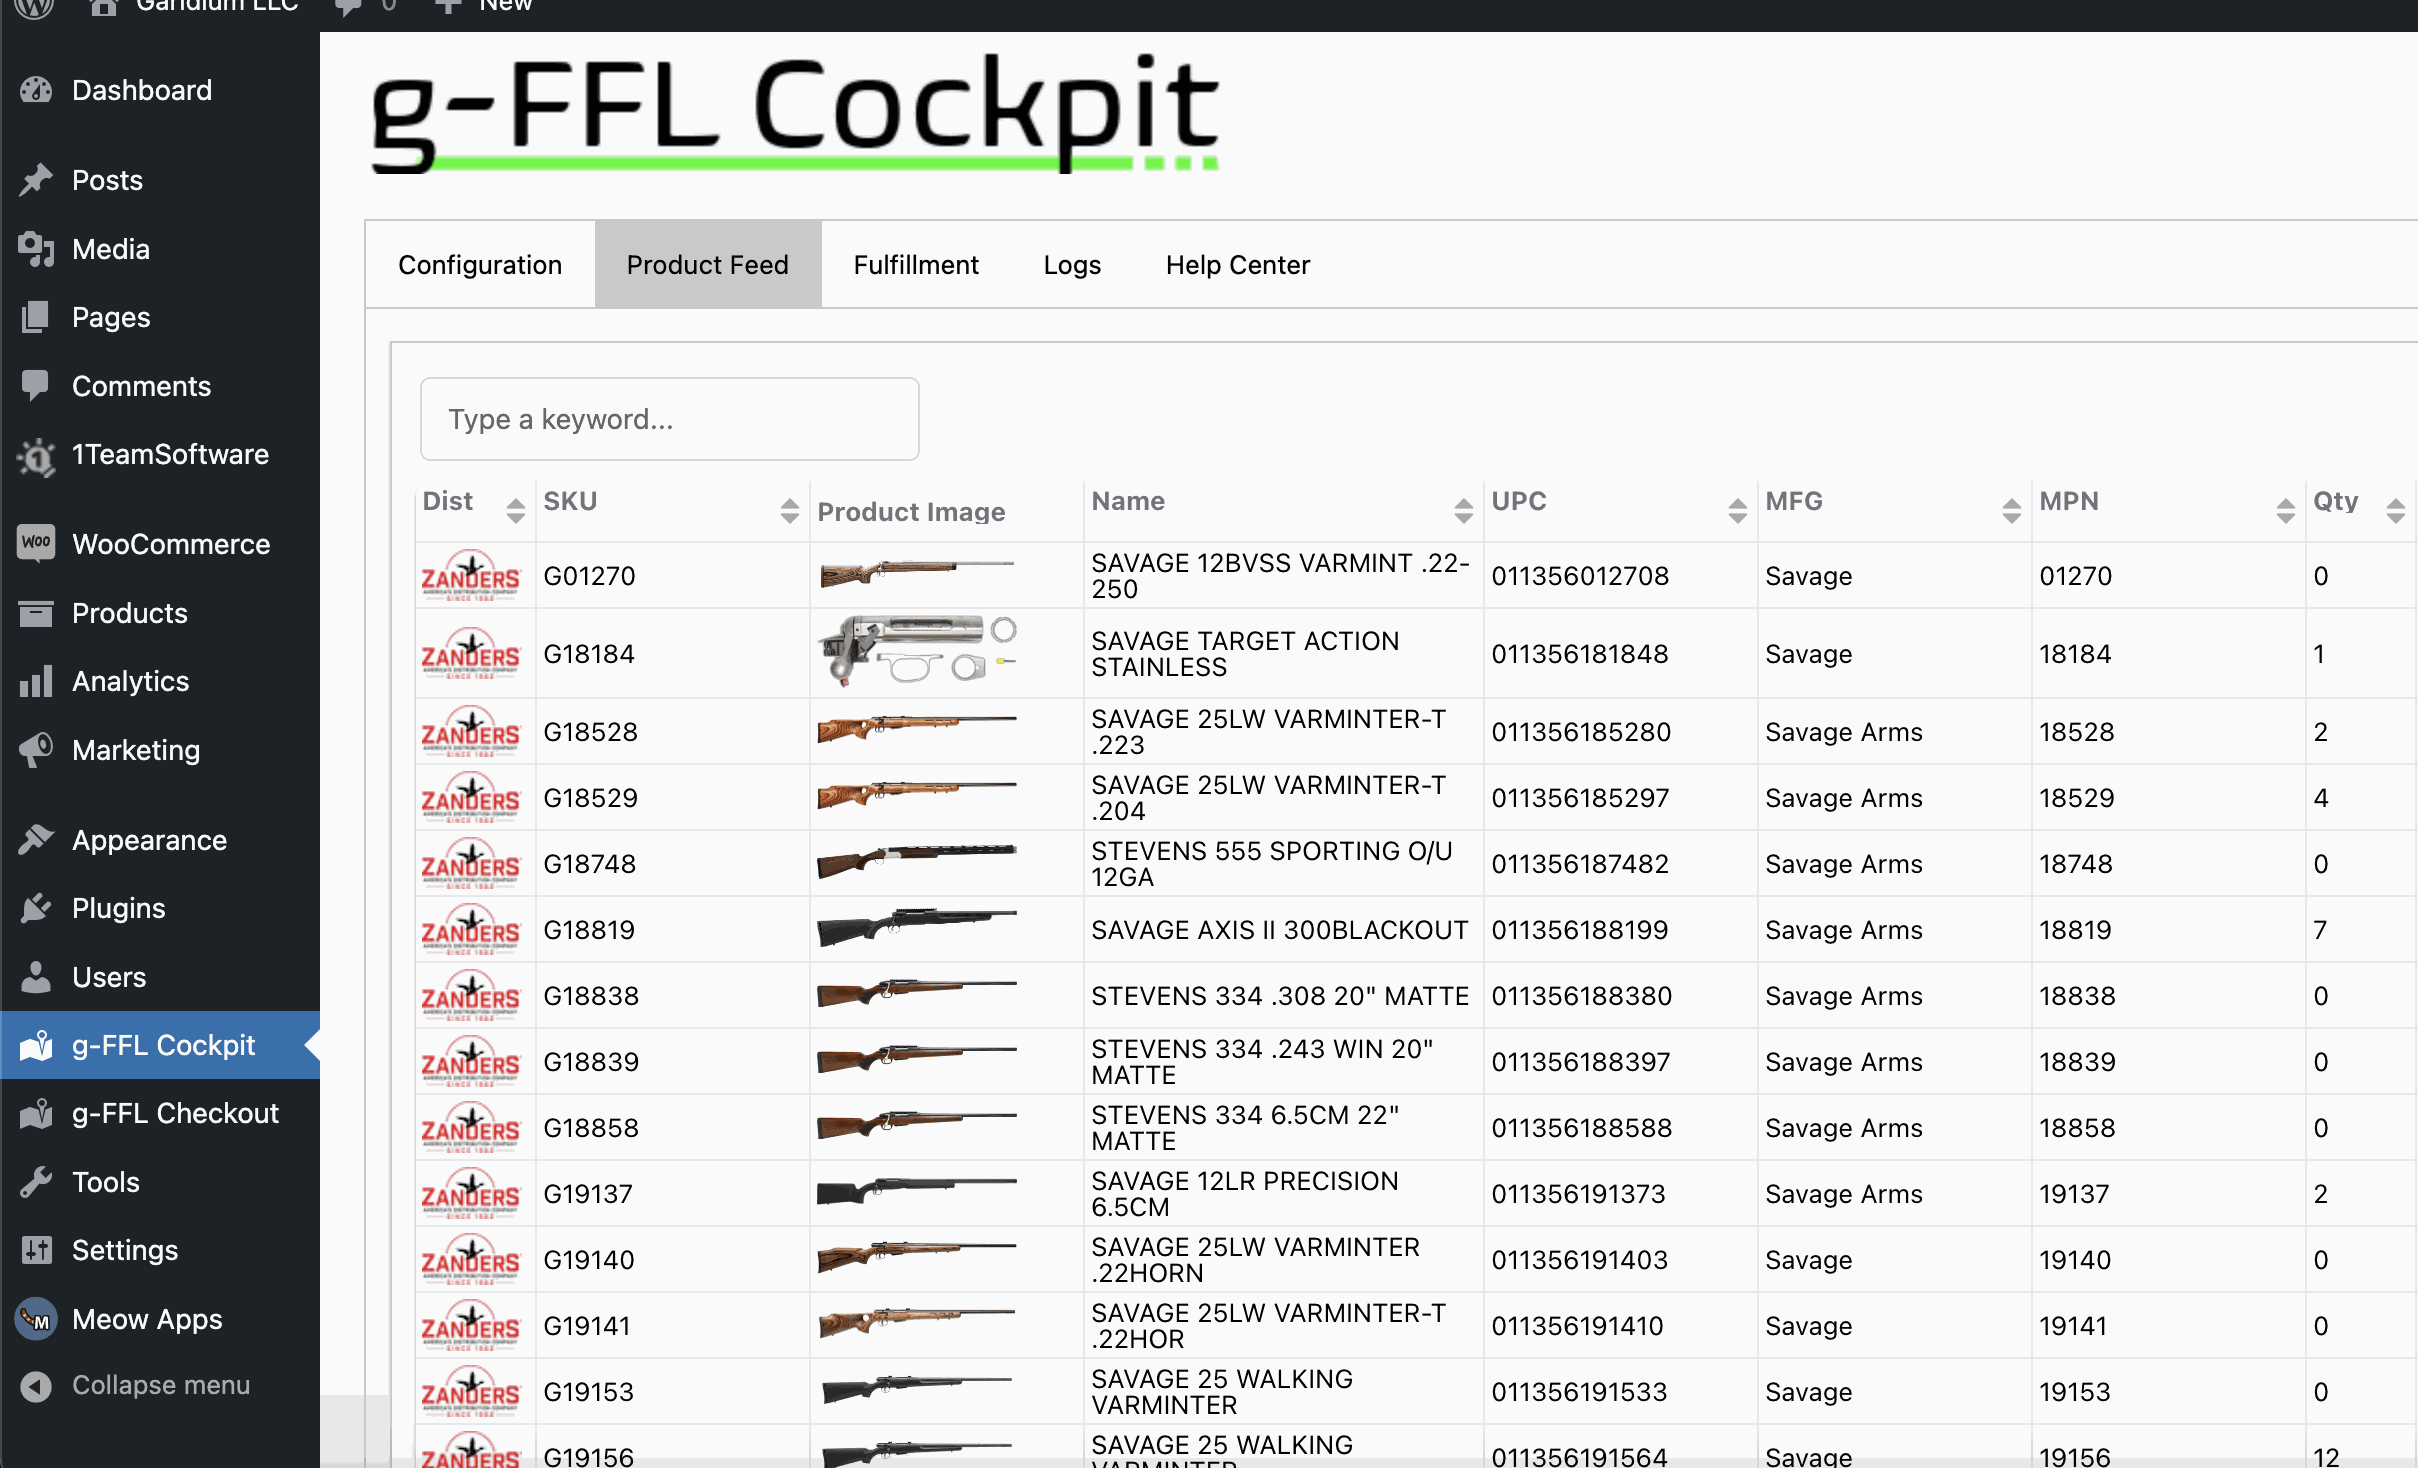 Garidium LLC
0
New
Dashboard
Posts
Media
Pages
Comments
1TeamSoftware
WooCommerce
Products
Analytics
Marketing
Appearance
Plugins
Users
g-FFL Cockpit
g-FFL Checkout
Tools
Settings
Meow Apps
Collapse menu
g-FFL Cockpit
Configuration Product Feed Fulfillment Logs Help Center
Type a keyword...
Dist SKU Product Image Name UPC MFG MPN Qty
ZANDERS G01270 SAVAGE 12BVSS VARMINT .22-
250 011356012708 Savage 01270 0
ZANDERS G18184 SAVAGE TARGET ACTION
STAINLESS 011356181848 Savage 18184 1
ZANDERS G18528 SAVAGE 25LW VARMINTER-T
.223 011356185280 Savage Arms 18528 2
ZANDERS G18529 SAVAGE 25LW VARMINTER-T
.204 011356185297 Savage Arms 18529 4
ZANDERS G18748 STEVENS 555 SPORTING O/U
12GA 011356187482 Savage Arms 18748 0
ZANDERS G18819 SAVAGE AXIS II 300BLACKOUT 011356188199 Savage Arms 18819 7
ZANDERS G18838 STEVENS 334 .308 20" MATTE 011356188380 Savage Arms 18838 0
ZANDERS G18839 STEVENS 334 .243 WIN 20"
MATTE 011356188397 Savage Arms 18839 0
ZANDERS G18858 STEVENS 334 6.5CM 22"
MATTE 011356188588 Savage Arms 18858 0
ZANDERS G19137 SAVAGE 12LR PRECISION
6.5CM 011356191373 Savage Arms 19137 2
ZANDERS G19140 SAVAGE 25LW VARMINTER
.22HORN 011356191403 Savage 19140 0
ZANDERS G19141 SAVAGE 25LW VARMINTER-T
.22HOR 011356191410 Savage 19141 0
ZANDERS G19153 SAVAGE 25 WALKING
VARMINTER 011356191533 Savage 19153 0
ZANDERS G19156 SAVAGE 25 WALKING
VARMINTER 011356191564 Savage 19156 12